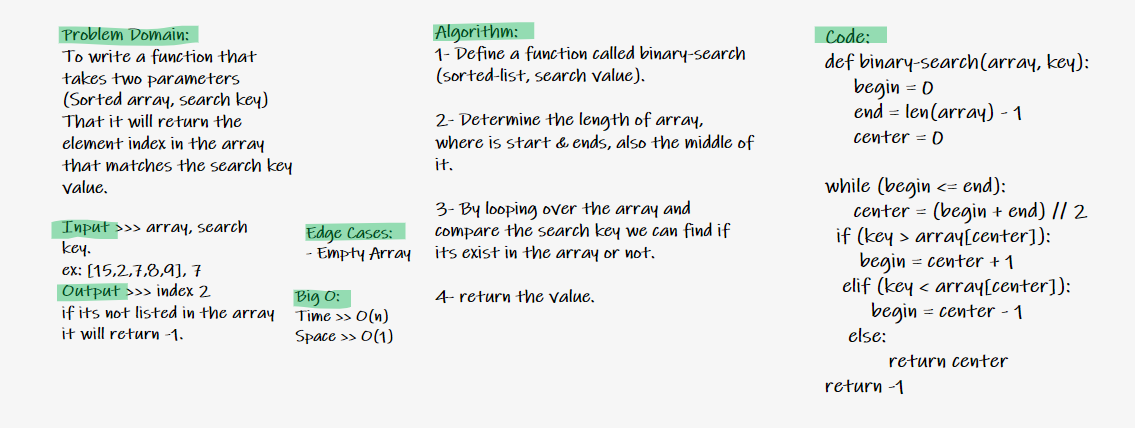 Problem Domain:
To write a function that
takes two parameters
(Sorted array, search key)
That it will return the
element index in the array
that matches the search key
value.
Input >>> array, search
key.
ex: [15,2,7,8,9], 7
Output >>> index 2
if its not listed in the array
it will return -1.
Edge Cases:
- Empty Array
Big O:
Time >> O(n)
Space >> O(1)
Algorithm:
1- Define a function called binary-search
(sorted-list, search value).
2- Determine the length of array,
where is start & ends, also the middle of
it.
3- By looping over the array and
compare the search key we can find if
its exist in the array or not.
4- return the value.
Code:
def binary-search(array, key):
begin = 0
end = len(array) - 1
center = 0
while (begin <= end):
center = (begin + end) // 2
if (key > array[center]):
begin = center + 1
elif (key < array[center]):
begin = center - 1
else:
return center
return -1